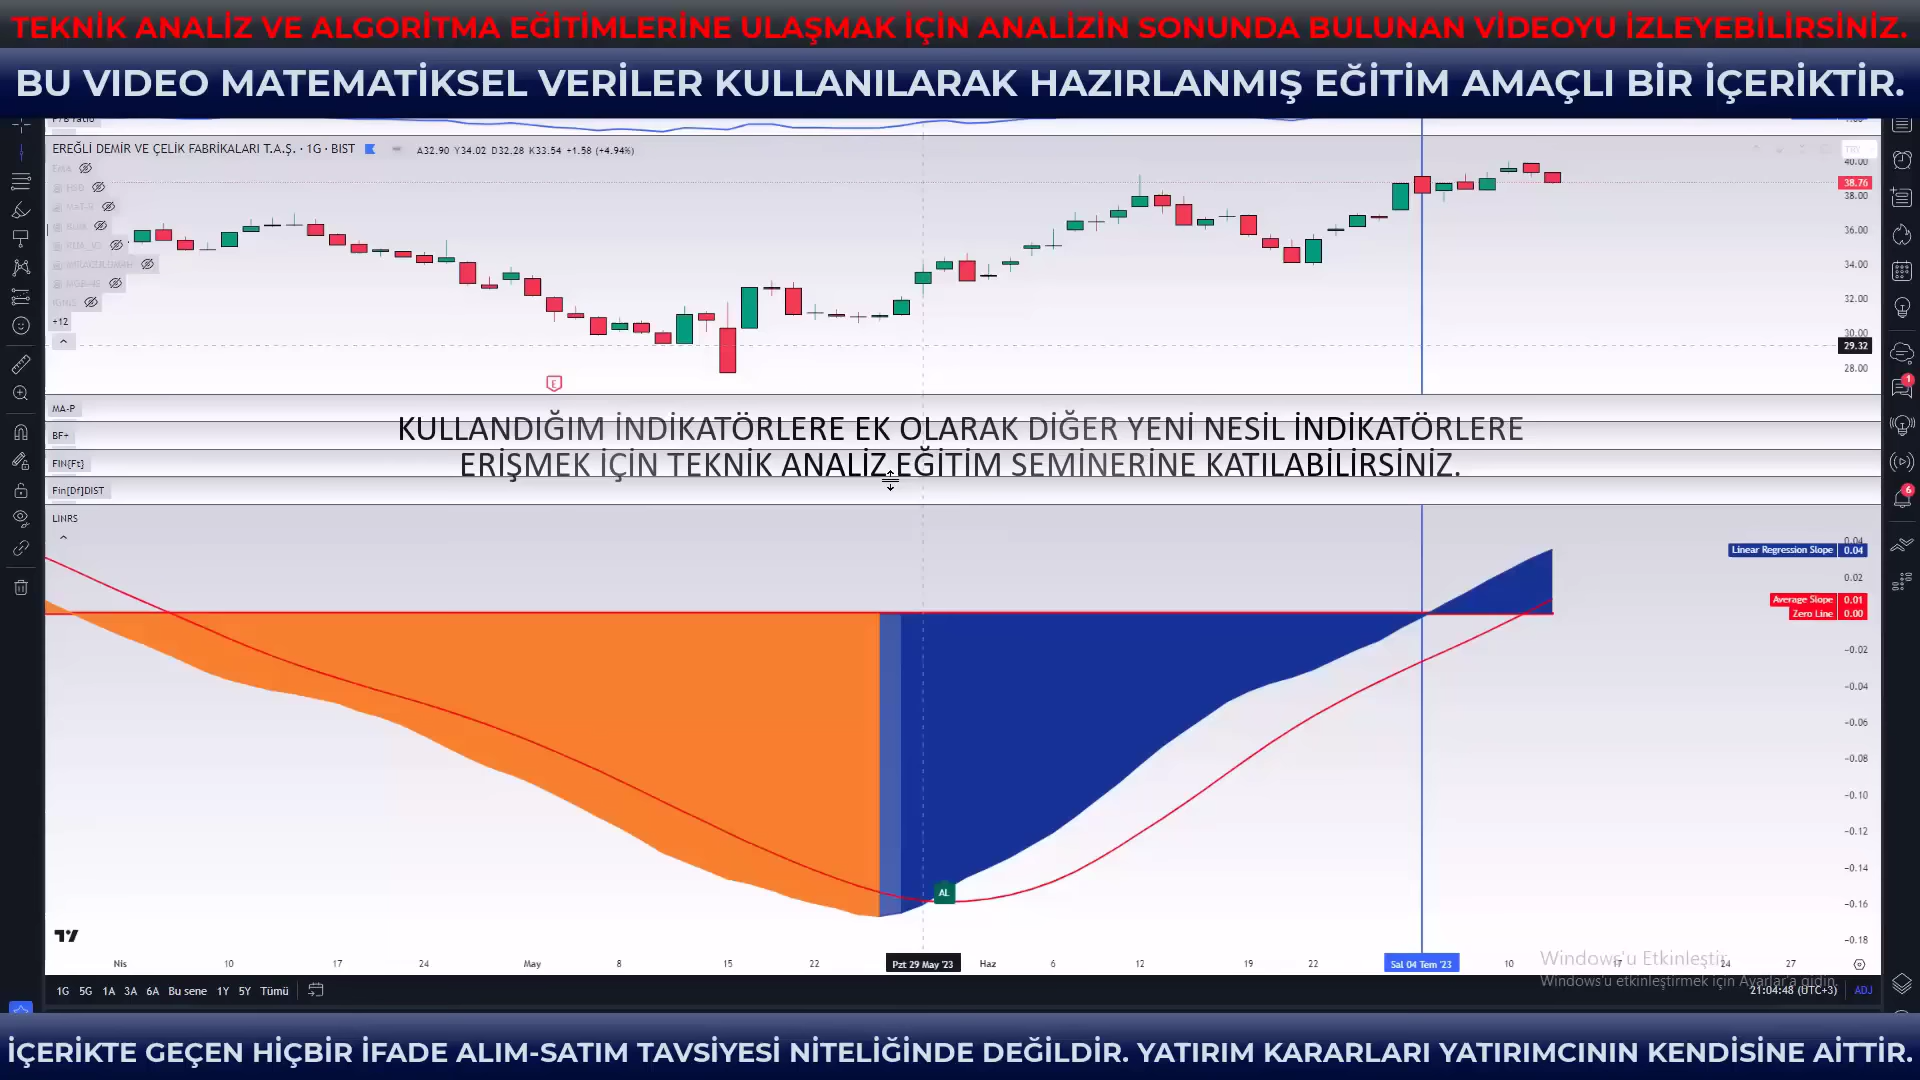 TEKNİK ANALİZ VE ALGORİTMA EĞİTİMLERİNE ULAŞMAK İÇİN ANALİZİN SONUNDA BULUNAN VİDEOYU İZLEYEBİLİRSİNİZ.
BU VIDEO MATEMATİKSEL VERİLER KULLANILARAK HAZIRLANMIŞ EĞİTİM AMAÇLI BİR İÇERİKTİR.
EREĞLİ DEMİR VE ÇELİK FABRİKALARI T.A.Ş. · 1G · BIST A32.90 Y34.02 D32.28 K33.54 +1.58 (+4.94%)
TRY
40.00
38.76
38.00
36.00
34.00
32.00
+12
30.00
29.32
28.00
E
MA-P
KULLANDIĞIM İNDİKATÖRLERE EK OLARAK DİĞER YENİ NESİL İNDİKATÖRLERE
BF+
ERİŞMEK İÇİN TEKNİK ANALİZ EĞİTİM SEMİNERİNE KATILABİLİRSİNİZ.
FIN[Ft]
Fin[Df]DIST
LINRS
0.04
Linear Regression Slope 0.04
0.02
Average Slope 0.01
Zero Line 0.00
-0.02
-0.04
-0.06
-0.08
-0.10
-0.12
-0.14
AL
-0.16
-0.18
Nis 10 17 24 May 8 15 22 Pzt 29 May '23 Haz 6 12 19 22 Sal 04 Tem '23 10 17 24 27
Windows'u Etkinleştir
Windows'u etkinleştirmek için Ayarlar'a gidin.
1G 5G 1A 3A 6A Bu sene 1Y 5Y Tümü 21:04:48 (UTC+3) ADJ
1
6
İÇERİKTE GEÇEN HİÇBİR İFADE ALIM-SATIM TAVSİYESİ NİTELİĞİNDE DEĞİLDİR. YATIRIM KARARLARI YATIRIMCININ KENDİSİNE AİTTİR.